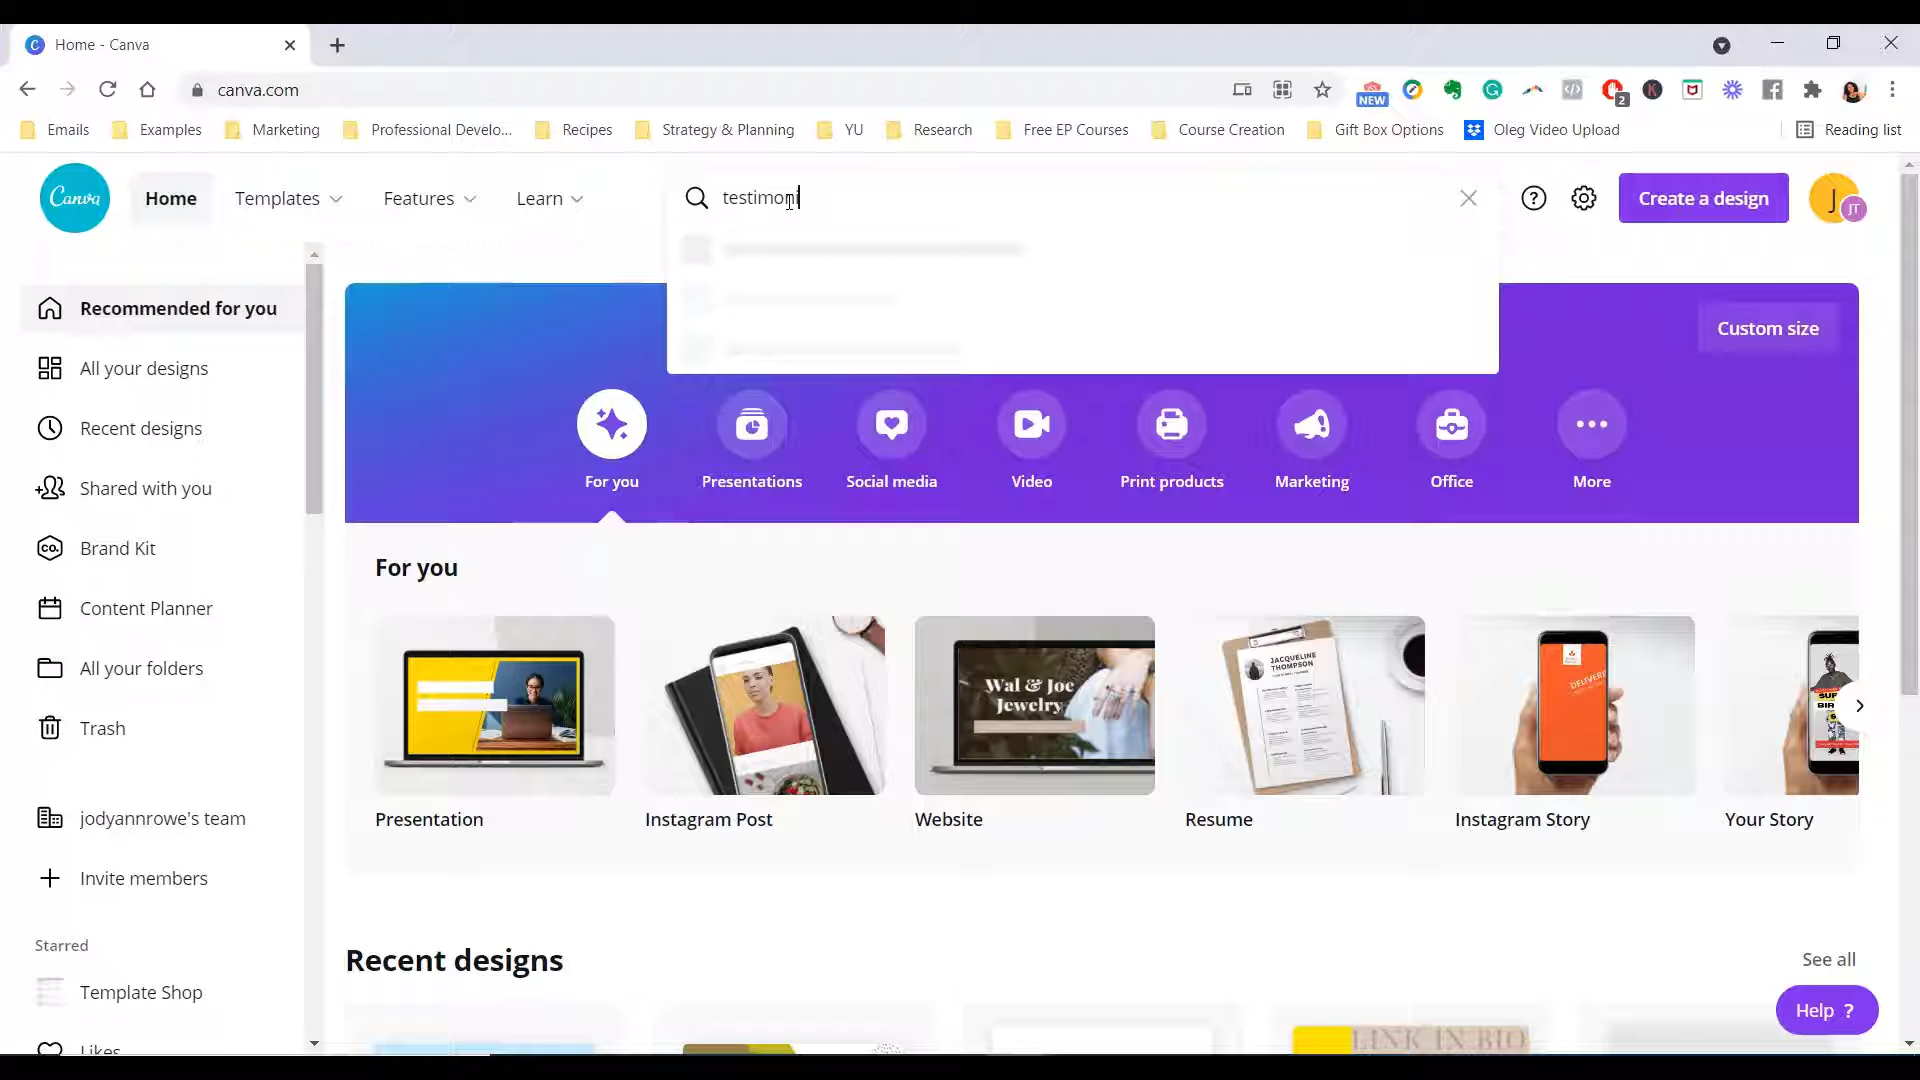 Home - Canva
canva.com
NEW
2
Emails
Examples
Marketing
Professional Develo...
Recipes
Strategy & Planning
YU
Research
Free EP Courses
Course Creation
Gift Box Options
Oleg Video Upload
Reading list
Canva
Home
Templates
Features
Learn
testimoni
Create a design
J
JT
Recommended for you
All your designs
Recent designs
Shared with you
CO.
Brand Kit
Content Planner
All your folders
Trash
jodyannrowe's team
Invite members
Starred
Template Shop
Likes
Custom size
For you
Presentations
Social media
Video
Print products
Marketing
Office
More
For you
Wal & Joe
Jewelry
JACQUELINE
THOMPSON
Presentation
Instagram Post
Website
Resume
Instagram Story
Your Story
Recent designs
See all
LINK IN BIO
Help ?